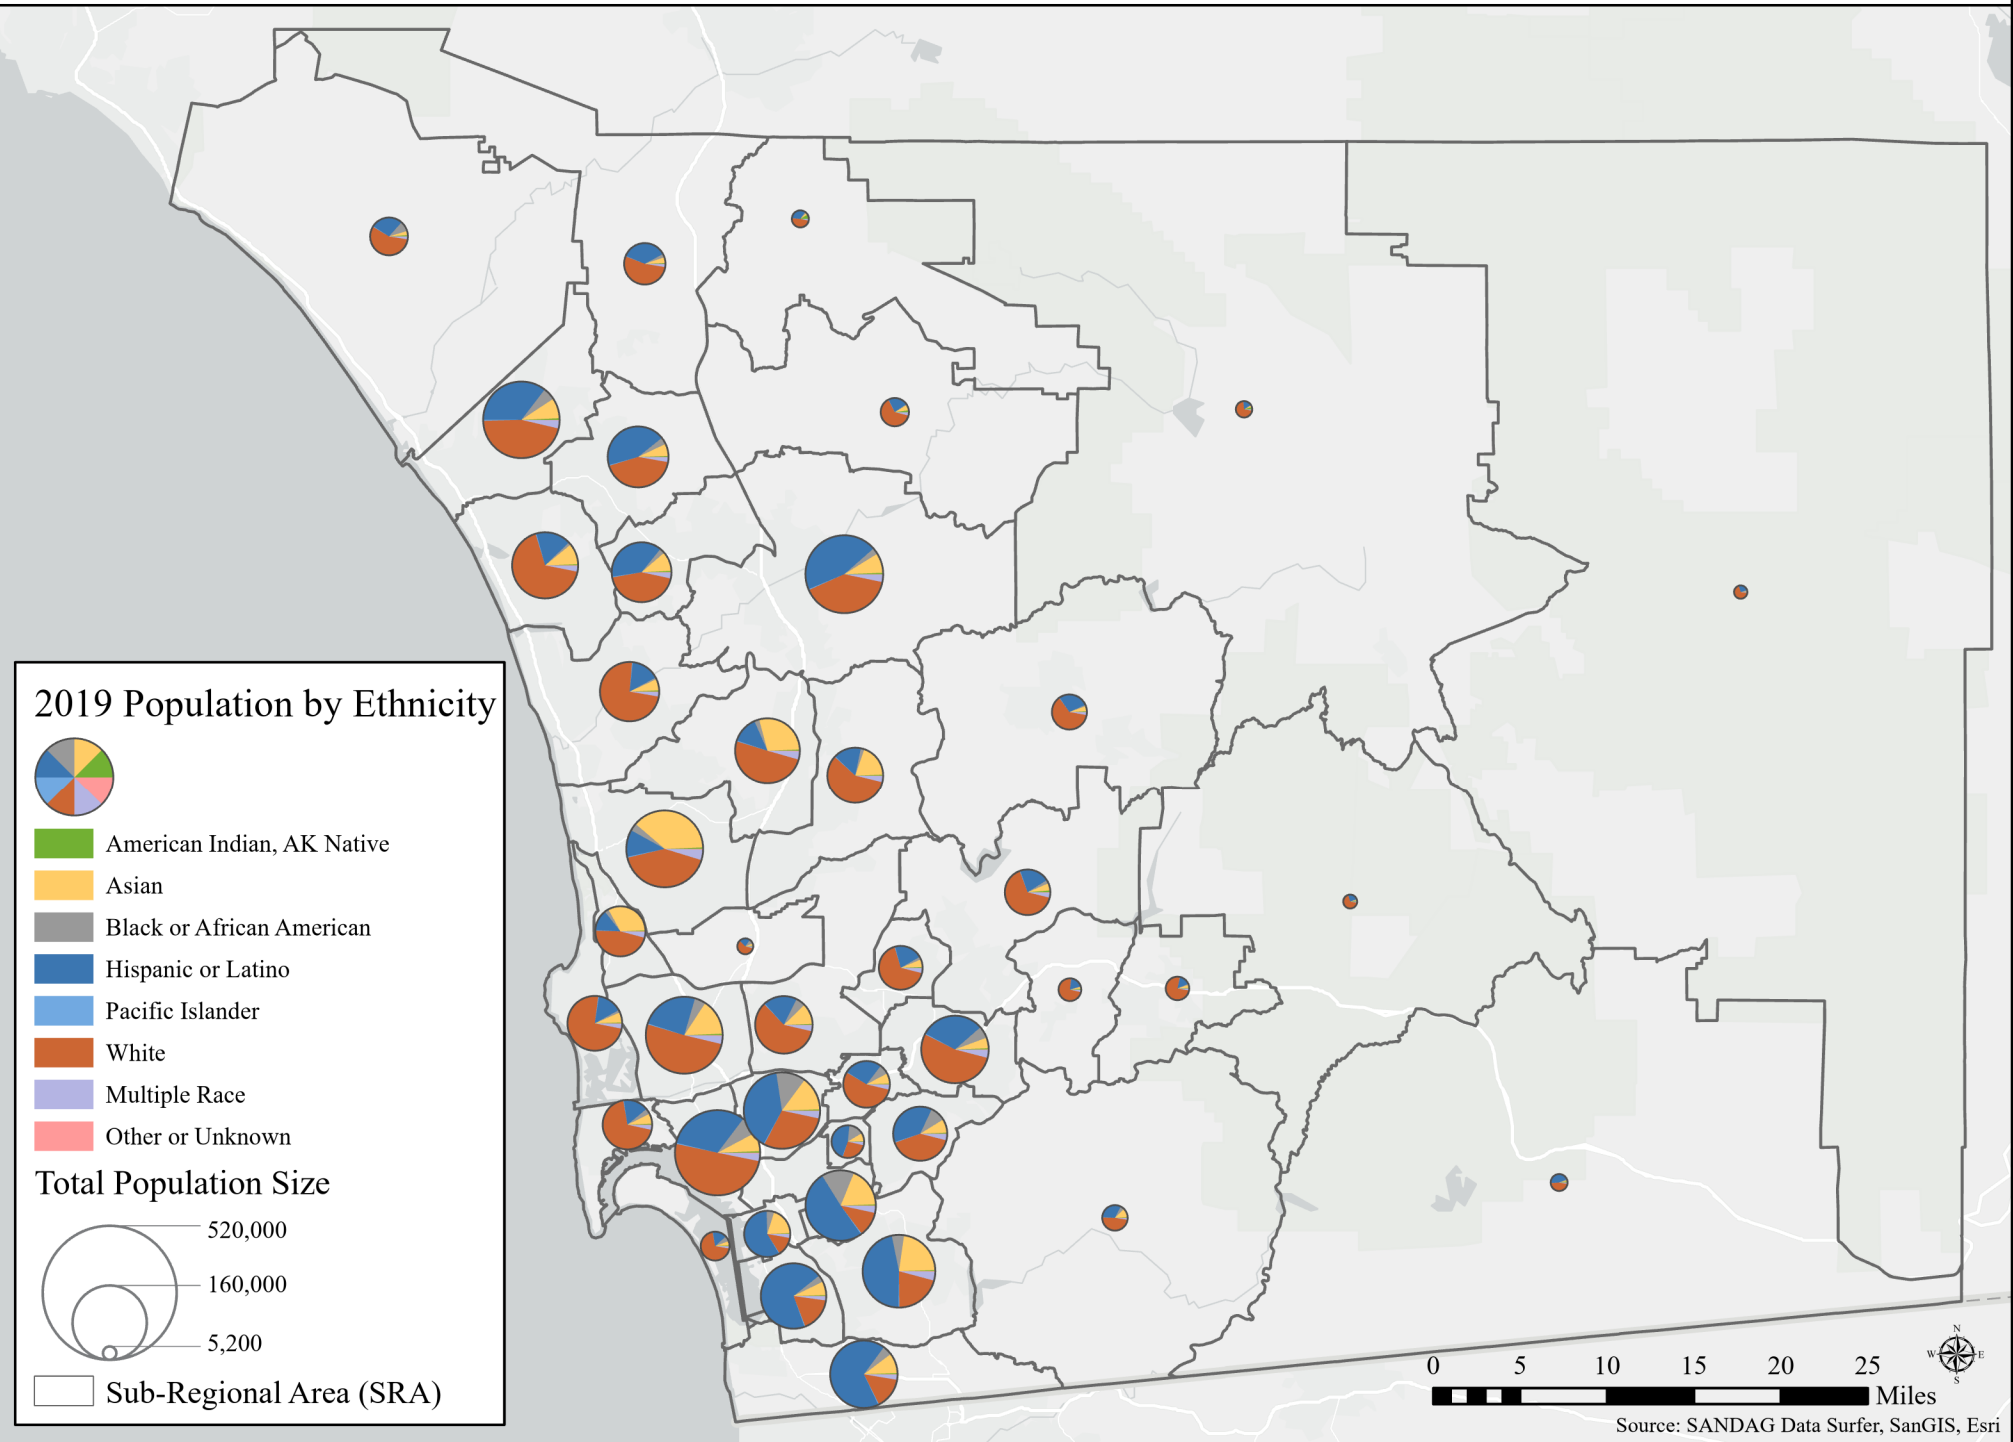 2019 Population by Ethnicity
American Indian, AK Native
Asian
Black or African American
Hispanic or Latino
Pacific Islander
White
Multiple Race
Other or Unknown
Total Population Size
520,000
160,000
5,200
Sub-Regional Area (SRA)
N
W E
S
0 5 10 15 20 25
Miles
Source: SANDAG Data Surfer, SanGIS, Esri